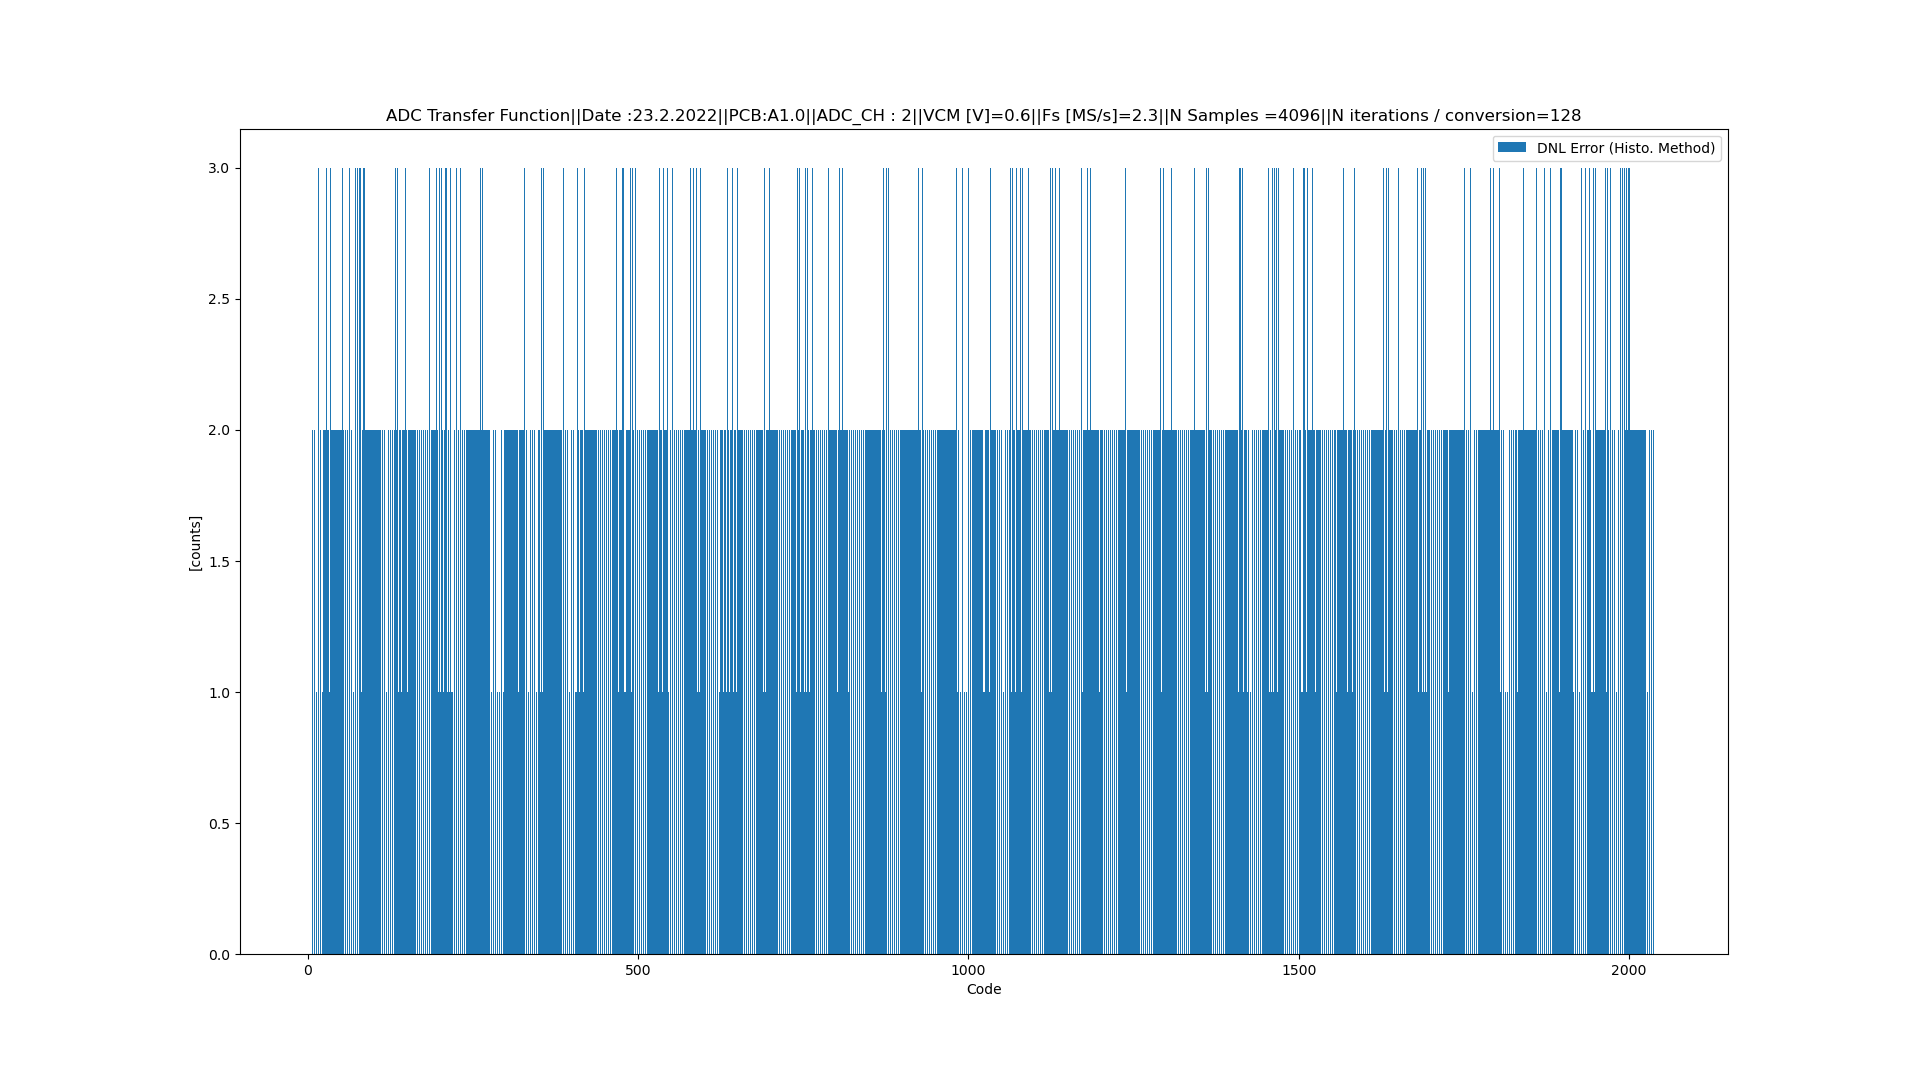 ADC Transfer Function||Date :23.2.2022||PCB:A1.0||ADC_CH : 2||VCM [V]=0.6||Fs [MS/s]=2.3||N Samples =4096||N iterations / conversion=128
DNL Error (Histo. Method)
3.0
2.5
2.0
1.5
1.0
0.5
0.0
[counts]
0 500 1000 1500 2000
Code